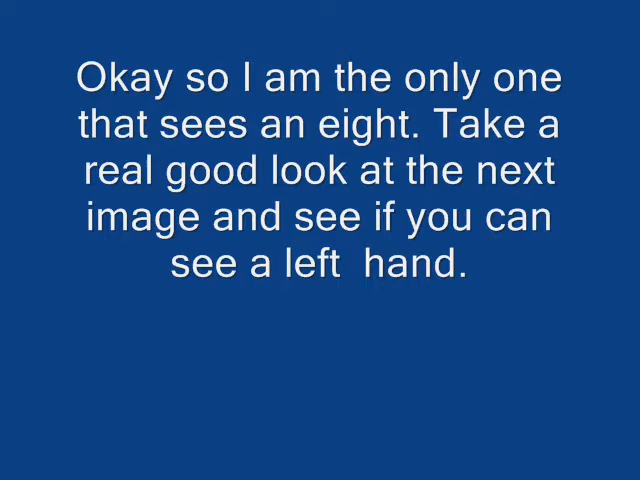 Okay so I am the only one
that sees an eight. Take a
real good look at the next
image and see if you can
see a left  hand.